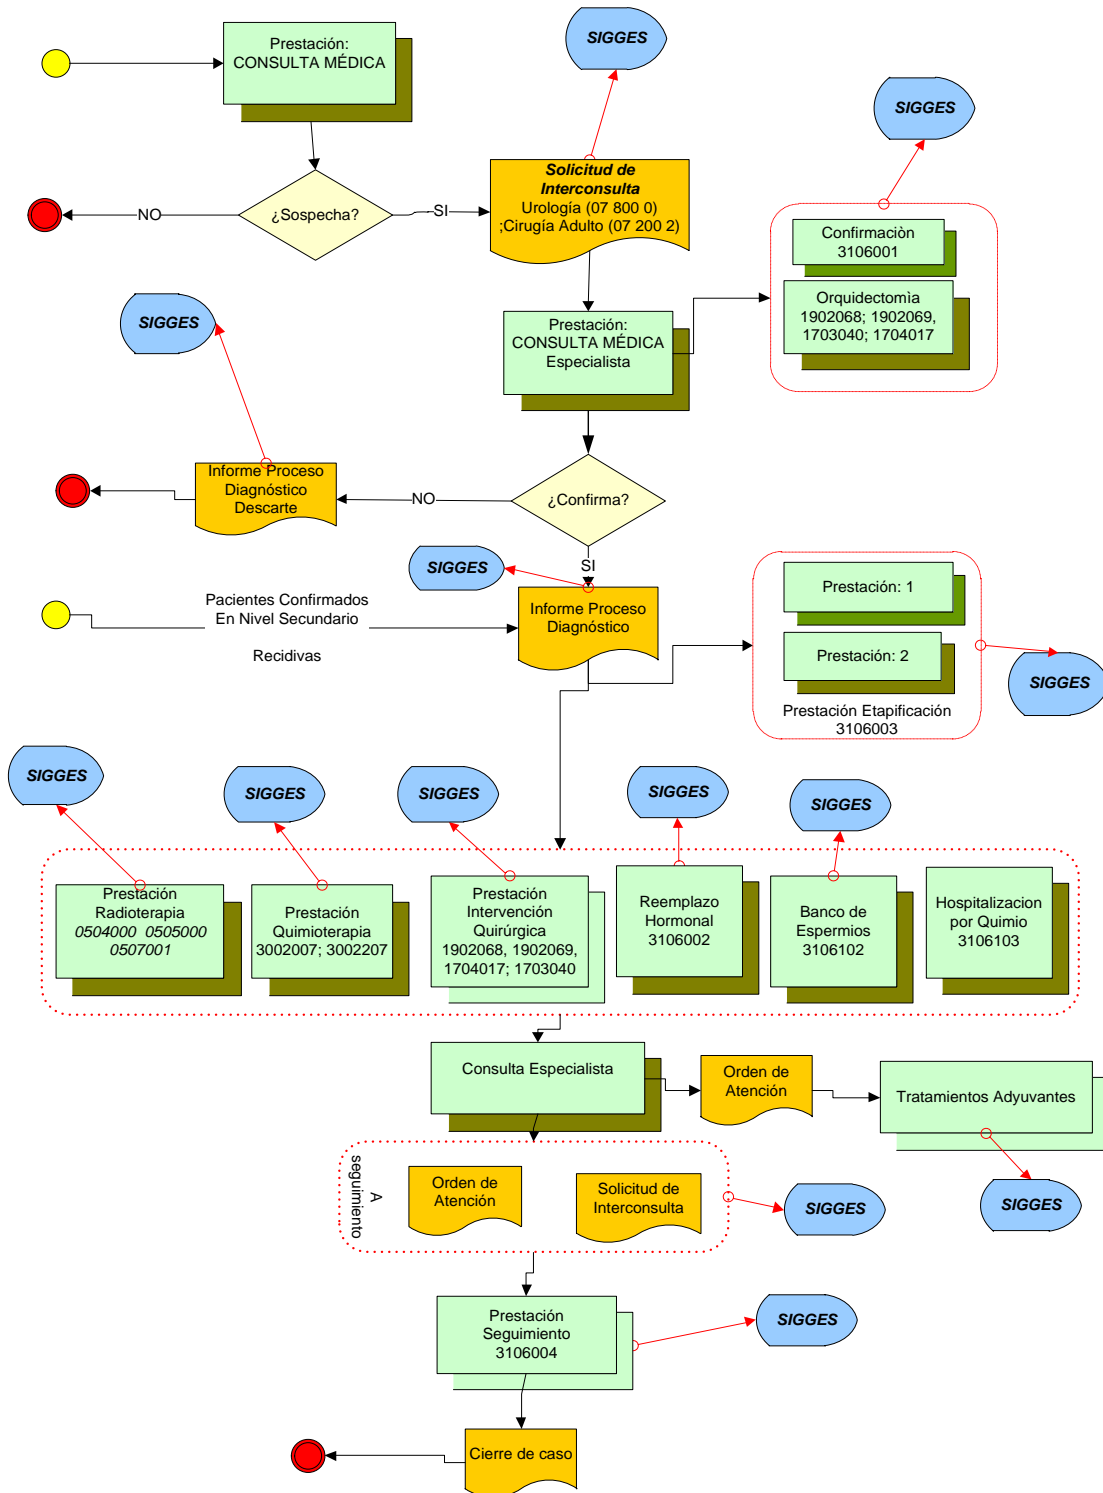 SIGGES
Prestación:
CONSULTA MÉDICA
SIGGES
¿Sospecha?
NO
SI
Solicitud de
Interconsulta
Urología (07 800 0)
;Cirugía Adulto (07 200 2)
Confirmaciòn
3106001
Orquidectomìa
1902068; 1902069,
1703040; 1704017
SIGGES
Prestación:
CONSULTA MÉDICA
Especialista
Informe Proceso
Diagnóstico
Descarte
NO
¿Confirma?
SI
SIGGES
Pacientes Confirmados
En Nivel Secundario
Recidivas
Informe Proceso
Diagnóstico
Prestación: 1
Prestación: 2
Prestación Etapificación
3106003
SIGGES
SIGGES
SIGGES
SIGGES
SIGGES
SIGGES
Prestación
Radioterapia
0504000 0505000
0507001
Prestación
Quimioterapia
3002007; 3002207
Prestación
Intervención
Quirúrgica
1902068, 1902069,
1704017; 1703040
Reemplazo
Hormonal
3106002
Banco de
Espermios
3106102
Hospitalizacion
por Quimio
3106103
Consulta Especialista
Orden de
Atención
Tratamientos Adyuvantes
A
seguimiento
Orden de
Atención
Solicitud de
Interconsulta
SIGGES
SIGGES
Prestación
Seguimiento
3106004
SIGGES
Cierre de caso